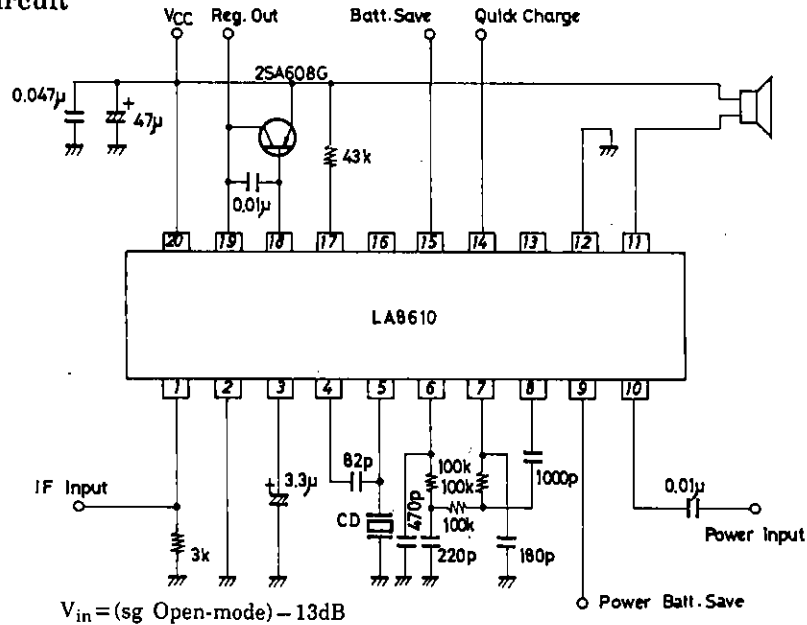 ircuit
VCC
Reg. Out
Batt. Save
Quick Charge
2SA608G
0.047μ
+
47μ
43k
0.01μ
20
19
18
17
16
15
14
13
12
11
LA8610
1
2
3
4
5
6
7
8
9
10
82p
100k
100k
1000p
+
3.3μ
0.01μ
IF Input
470p
CD
100k
Power Input
3k
220p
180p
Power Batt. Save
Vin=(sg Open-mode)−13dB